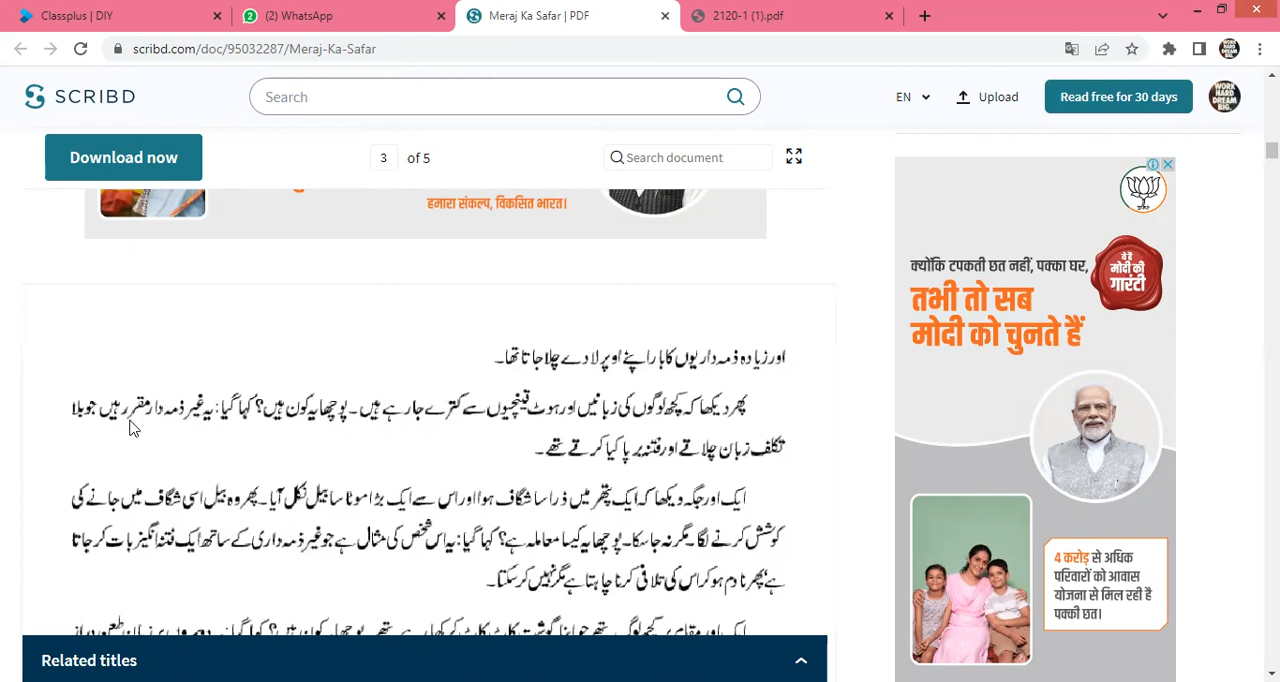 Classplus | DIY
(2) WhatsApp
Meraj Ka Safar | PDF
2120-1 (1).pdf
scribd.com/doc/95032287/Meraj-Ka-Safar
SCRIBD
Search
EN
Upload
Read free for 30 days
WORK HARD DREAM BIG.
Download now
3 of 5
Search document
हमारा संकल्प, विकसित भारत।
اور زیادہ ذمہ داریوں کا بار اپنے اوپر لادے چلا جاتا تھا۔
پھر دیکھا کہ کچھ لوگوں کی زبانیں اور ہونٹ قینچیوں سے کترے جا رہے ہیں۔ پوچھا یہ کون ہیں؟ کہا گیا: یہ غیر ذمہ دار مقرر ہیں جو بلا
تکلف زبان چلاتے اور فتنہ برپا کیا کرتے تھے۔
ایک اور جگہ دیکھا کہ ایک پتھر میں ذرا سا شگاف ہوا اور اس سے ایک بڑا موٹا سا بیل نکل آیا۔ پھر وہ بیل اسی شگاف میں جانے کی
کوشش کرنے لگا۔ مگر نہ جا سکا۔ پوچھا یہ کیسا معاملہ ہے؟ کہا گیا: یہ اس شخص کی مثال ہے جو غیر ذمہ داری کے ساتھ ایک فتنہ انگیز بات کر جاتا
ہے پھر نادم ہو کر اس کی تلافی کرنا چاہتا ہے مگر نہیں کر سکتا۔
Related titles
क्योंकि टपकती छत नहीं, पक्का घर,
तभी तो सब
मोदी को चुनते हैं
ये है
मोदी की
गारंटी
4 करोड़ से अधिक
परिवारों को आवास
योजना से मिल रही है
पक्की छत।